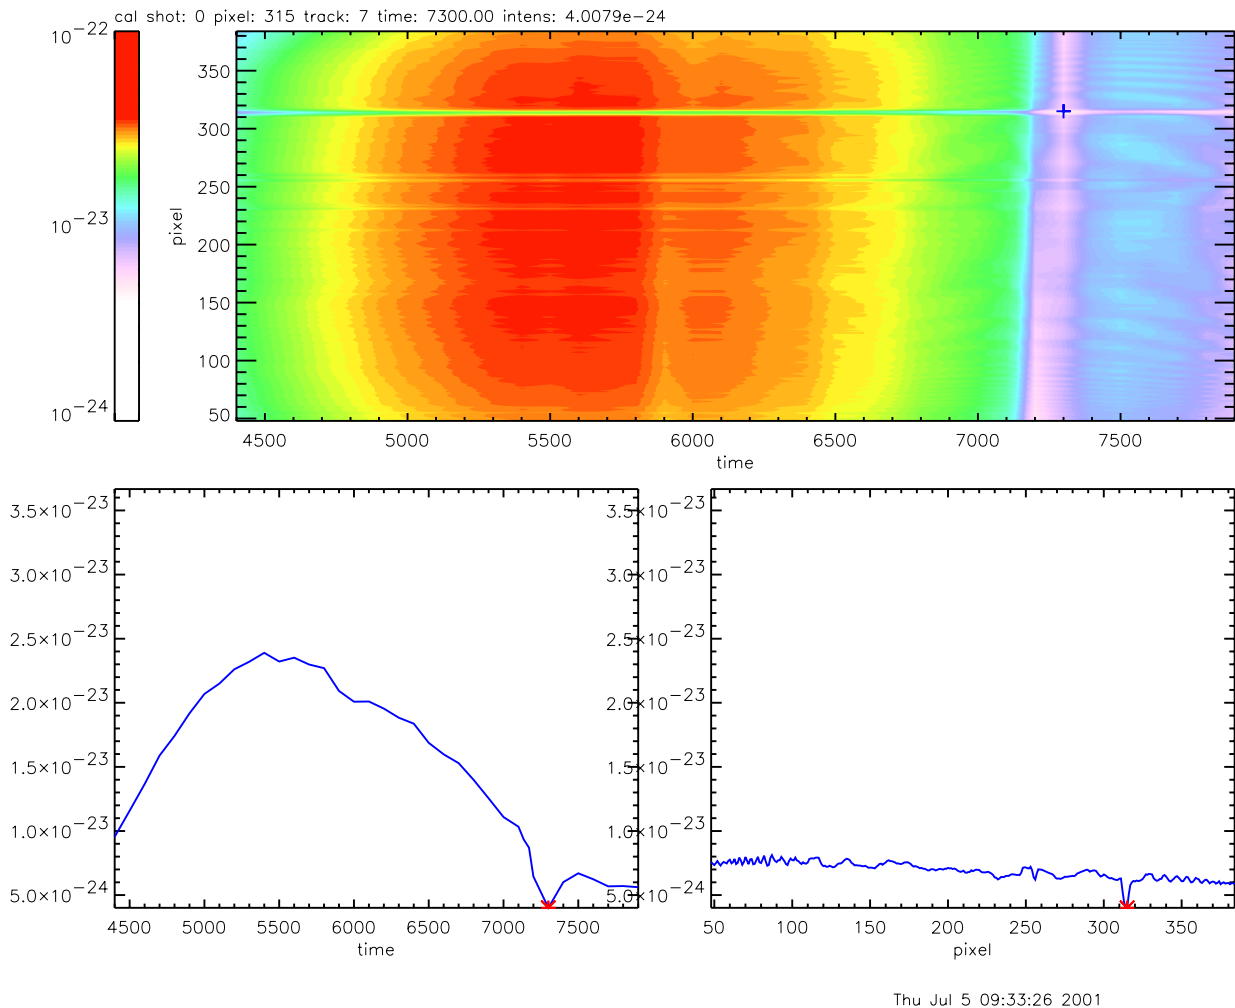 cal shot: 0 pixel: 315 track: 7 time: 7300.00 intens: 4.0079e-24
10-22
10-23
10-24
350
300
250
200
150
100
50
pixel
4500 5000 5500 6000 6500 7000 7500
time
3.5×10-23
3.0×10-23
2.5×10-23
2.0×10-23
1.5×10-23
1.0×10-23
5.0×10-24
4500 5000 5500 6000 6500 7000 7500
time
3.5×10-23
3.0×10-23
2.5×10-23
2.0×10-23
1.5×10-23
1.0×10-23
5.0×10-24
50 100 150 200 250 300 350
pixel
Thu Jul 5 09:33:26 2001